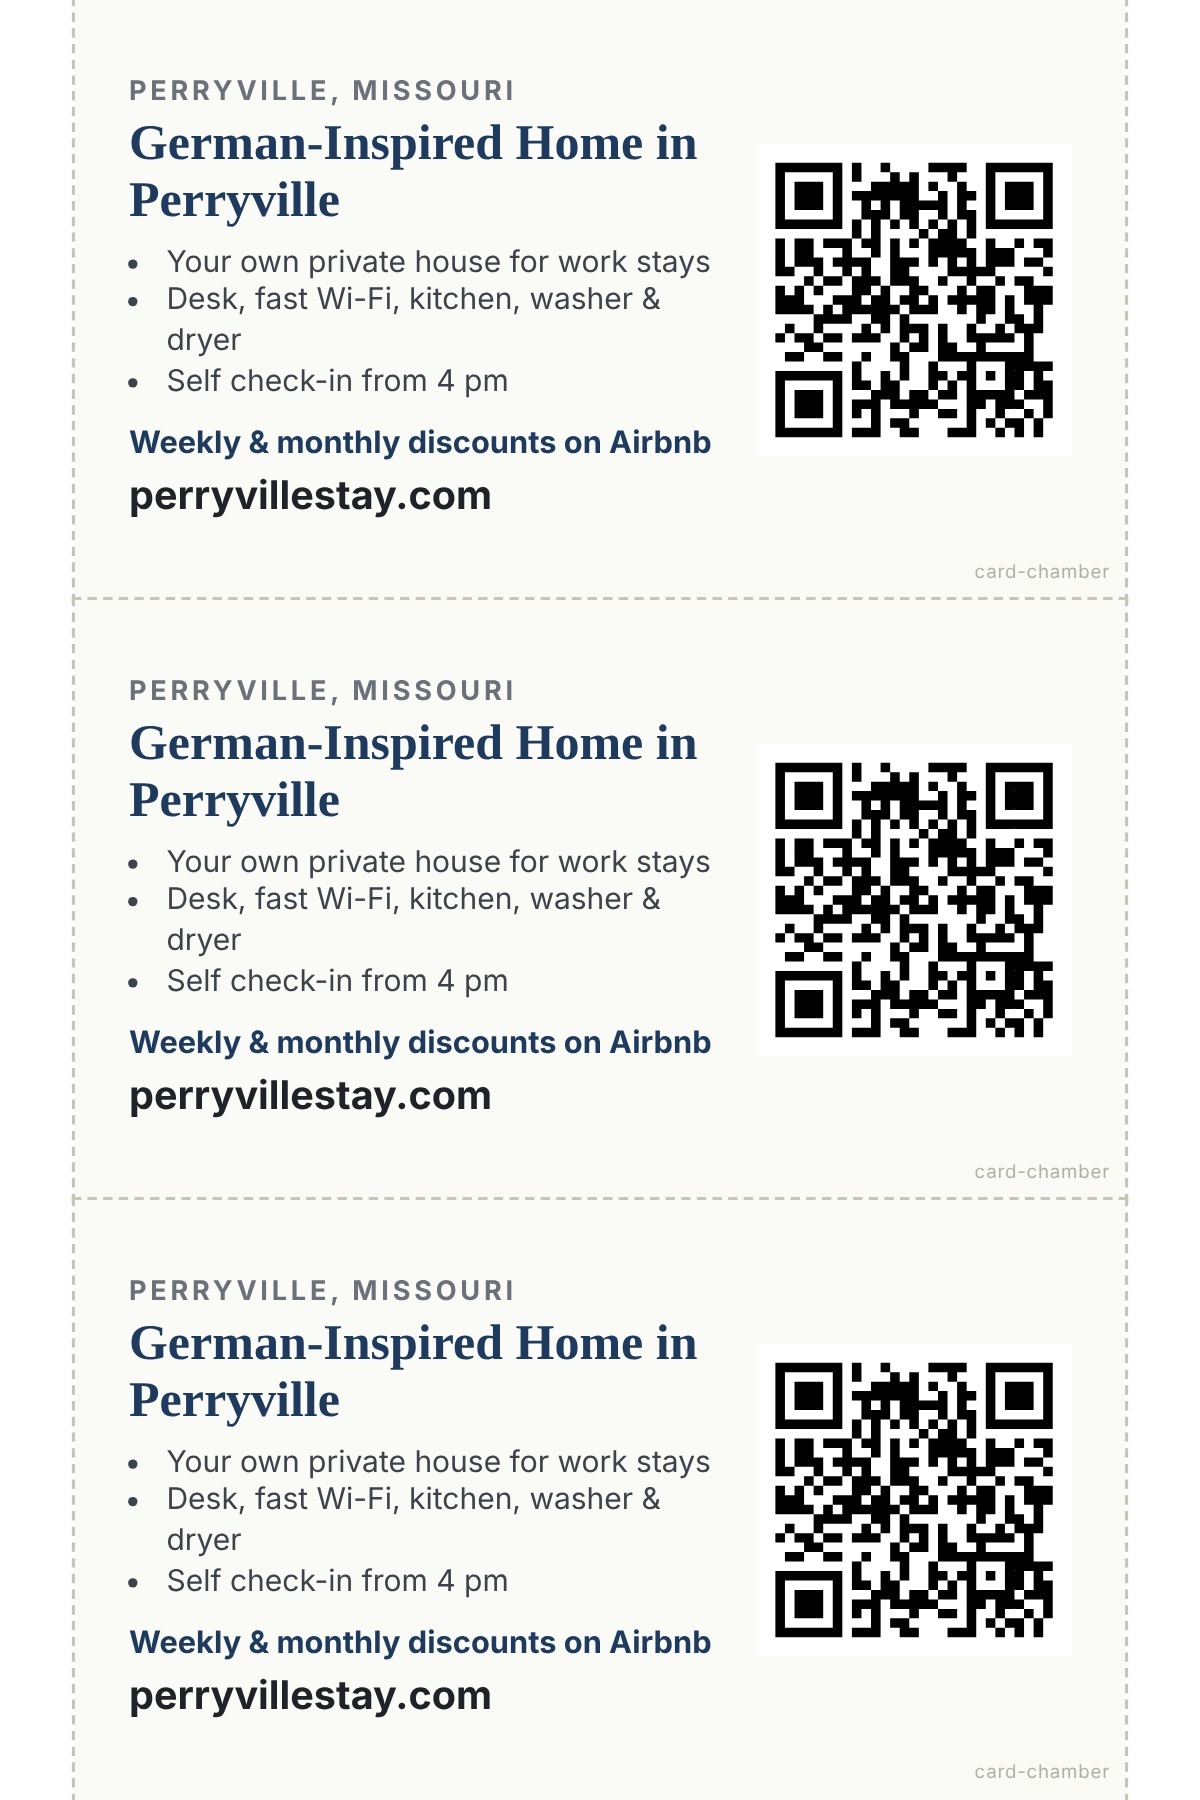 PERRYVILLE, MISSOURI
German-Inspired Home in
Perryville
• Your own private house for work stays
• Desk, fast Wi-Fi, kitchen, washer &
dryer
• Self check-in from 4 pm
Weekly & monthly discounts on Airbnb
perryvillestay.com
card-chamber
PERRYVILLE, MISSOURI
German-Inspired Home in
Perryville
• Your own private house for work stays
• Desk, fast Wi-Fi, kitchen, washer &
dryer
• Self check-in from 4 pm
Weekly & monthly discounts on Airbnb
perryvillestay.com
card-chamber
PERRYVILLE, MISSOURI
German-Inspired Home in
Perryville
• Your own private house for work stays
• Desk, fast Wi-Fi, kitchen, washer &
dryer
• Self check-in from 4 pm
Weekly & monthly discounts on Airbnb
perryvillestay.com
card-chamber